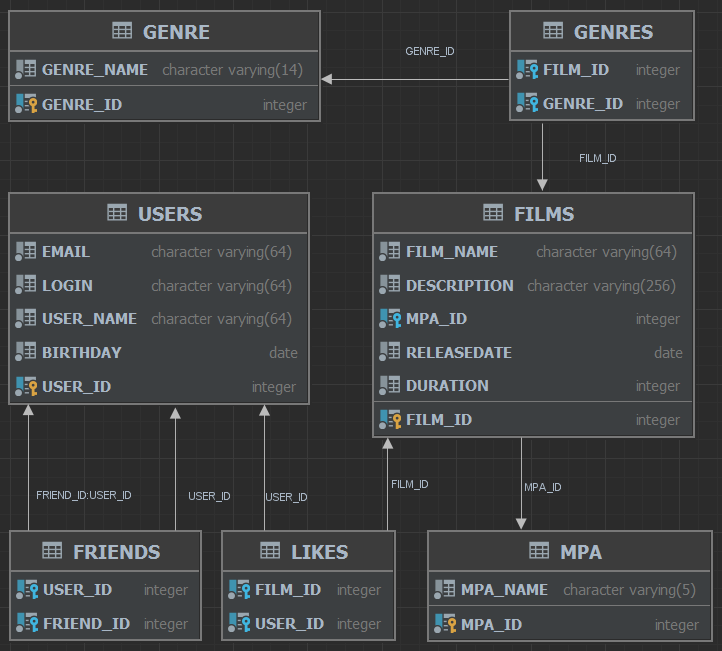 GENRE
GENRE_NAME character varying(14)
GENRE_ID integer
GENRE_ID
GENRES
FILM_ID integer
GENRE_ID integer
FILM_ID
USERS
EMAIL character varying(64)
LOGIN character varying(64)
USER_NAME character varying(64)
BIRTHDAY date
USER_ID integer
FILMS
FILM_NAME character varying(64)
DESCRIPTION character varying(256)
MPA_ID integer
RELEASEDATE date
DURATION integer
FILM_ID integer
FRIEND_ID:USER_ID
USER_ID
USER_ID
FILM_ID
MPA_ID
FRIENDS
USER_ID integer
FRIEND_ID integer
LIKES
FILM_ID integer
USER_ID integer
MPA
MPA_NAME character varying(5)
MPA_ID integer